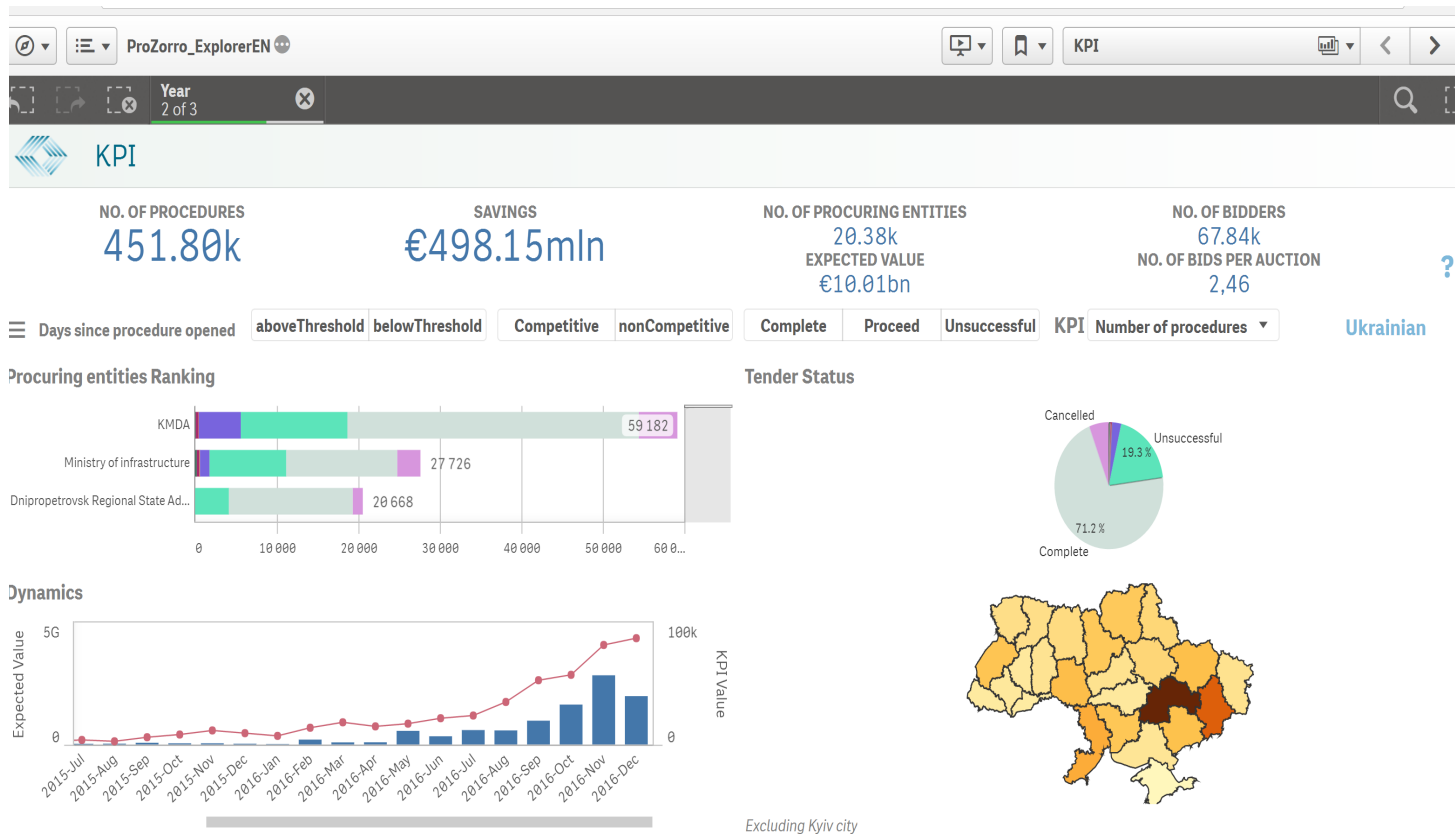 ProZorro_ExplorerEN
KPI
Year
2 of 3
KPI
NO. OF PROCEDURES
451.80k
SAVINGS
€498.15mln
NO. OF PROCURING ENTITIES
20.38k
EXPECTED VALUE
€10.01bn
NO. OF BIDDERS
67.84k
NO. OF BIDS PER AUCTION
2,46
?
Days since procedure opened
aboveThreshold
belowThreshold
Competitive
nonCompetitive
Complete
Proceed
Unsuccessful
KPI
Number of procedures
Ukrainian
Procuring entities Ranking
KMDA
59 182
Ministry of infrastructure
27 726
Dnipropetrovsk Regional State Ad...
20 668
0
10 000
20 000
30 000
40 000
50 000
60 0...
Tender Status
Cancelled
Unsuccessful
19.3 %
71.2 %
Complete
Dynamics
Expected Value
5G
0
100k
0
KPI Value
2015-Jul
2015-Aug
2015-Sep
2015-Oct
2015-Nov
2015-Dec
2016-Jan
2016-Feb
2016-Mar
2016-Apr
2016-May
2016-Jun
2016-Jul
2016-Aug
2016-Sep
2016-Oct
2016-Nov
2016-Dec
Excluding Kyiv city